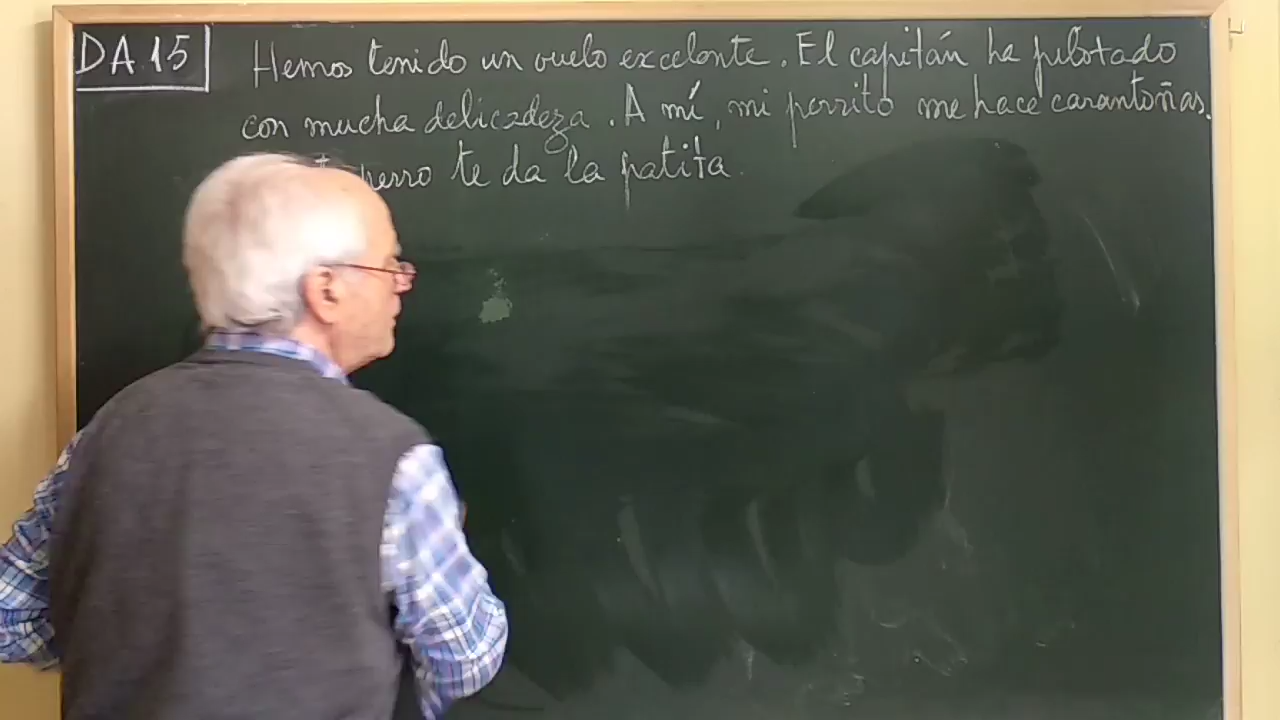 DA.15
Hemos tenido un vuelo excelente. El capitán ha pilotado
con mucha delicadeza. A mí, mi perrito me hace carantoñas.
perro te da la patita.